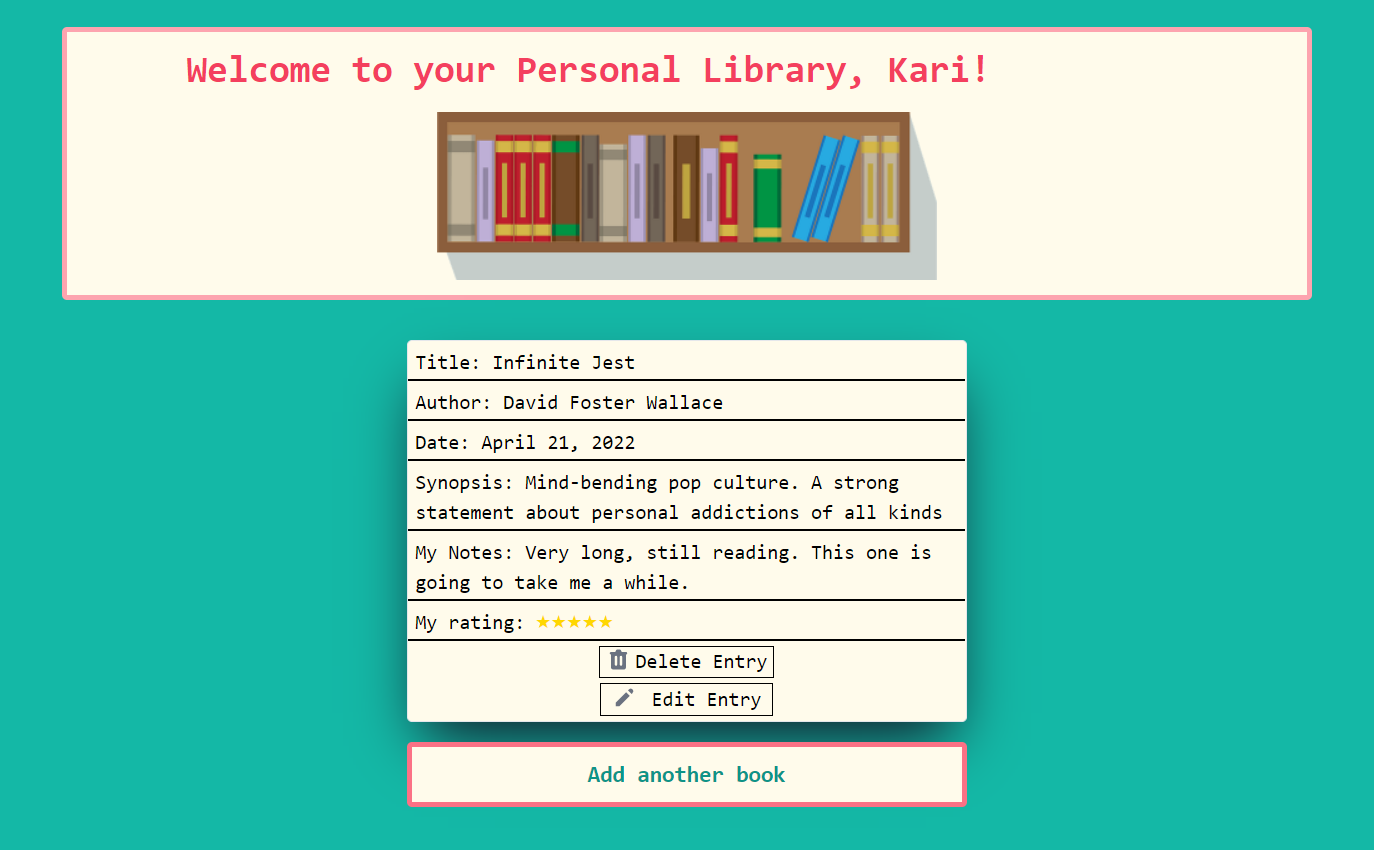 Welcome to your Personal Library, Kari!
Title: Infinite Jest
Author: David Foster Wallace
Date: April 21, 2022
Synopsis: Mind-bending pop culture. A strong
statement about personal addictions of all kinds
My Notes: Very long, still reading. This one is
going to take me a while.
My rating: ★★★★★
Delete Entry
Edit Entry
Add another book